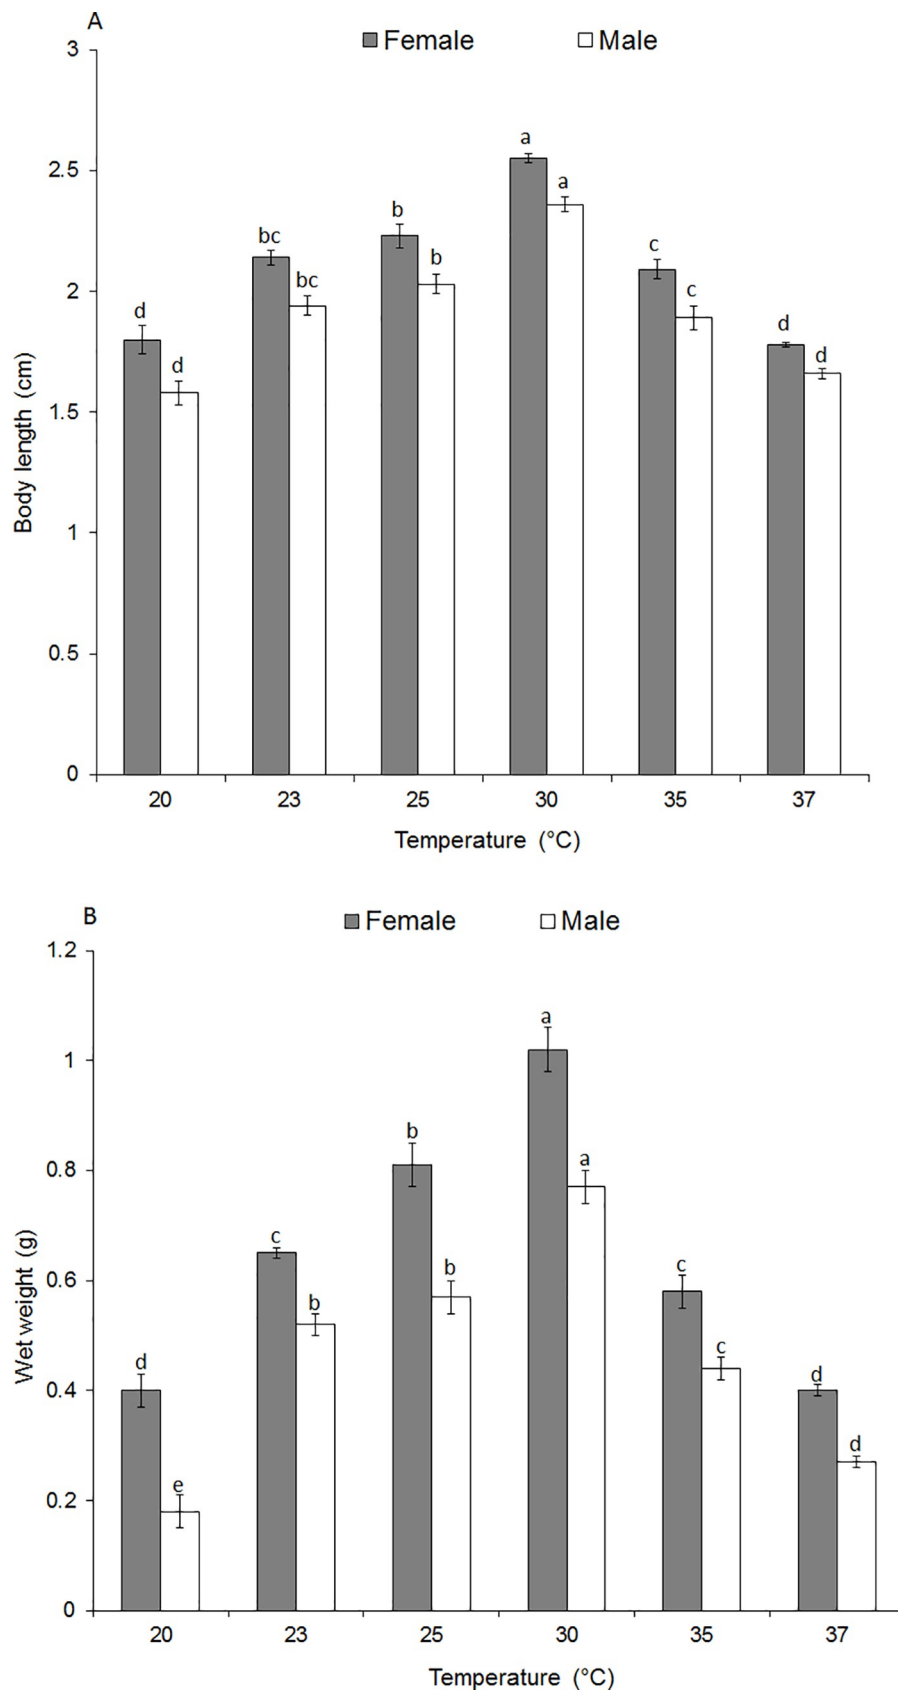 A
Female Male
3
a
2.5
a
b
bc
b
c
bc
c
2
d
d
d
d
1.5
Body length (cm)
1
0.5
0
20 23 25 30 35 37
Temperature (°C)
B
Female Male
1.2
a
1
b
0.8
a
c
b
c
0.6
b
Wet weight (g)
c
d
d
0.4
d
e
0.2
0
20 23 25 30 35 37
Temperature (°C)